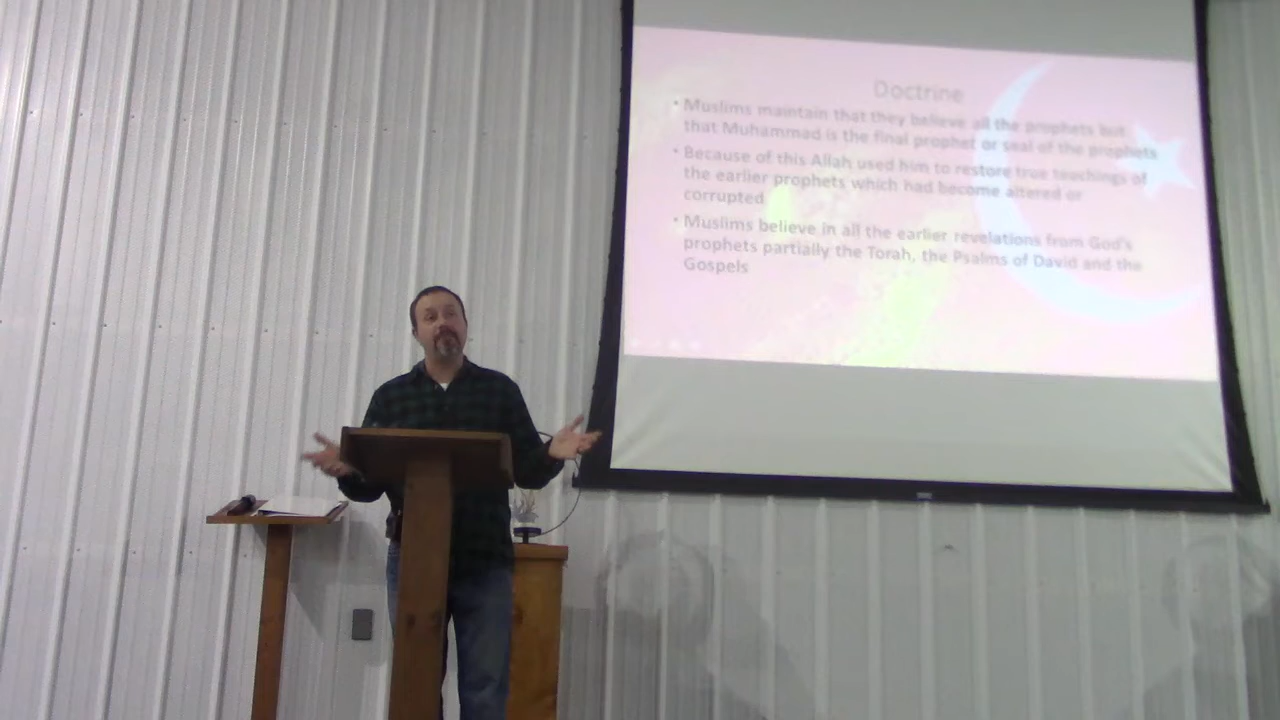 Doctrine
• Muslims maintain that they believe all the prophets but
that Muhammad is the final prophet or seal of the prophets
• Because of this Allah used him to restore true teachings of
the earlier prophets which had become altered or
corrupted
• Muslims believe in all the earlier revelations from God's
prophets partially the Torah, the Psalms of David and the
Gospels